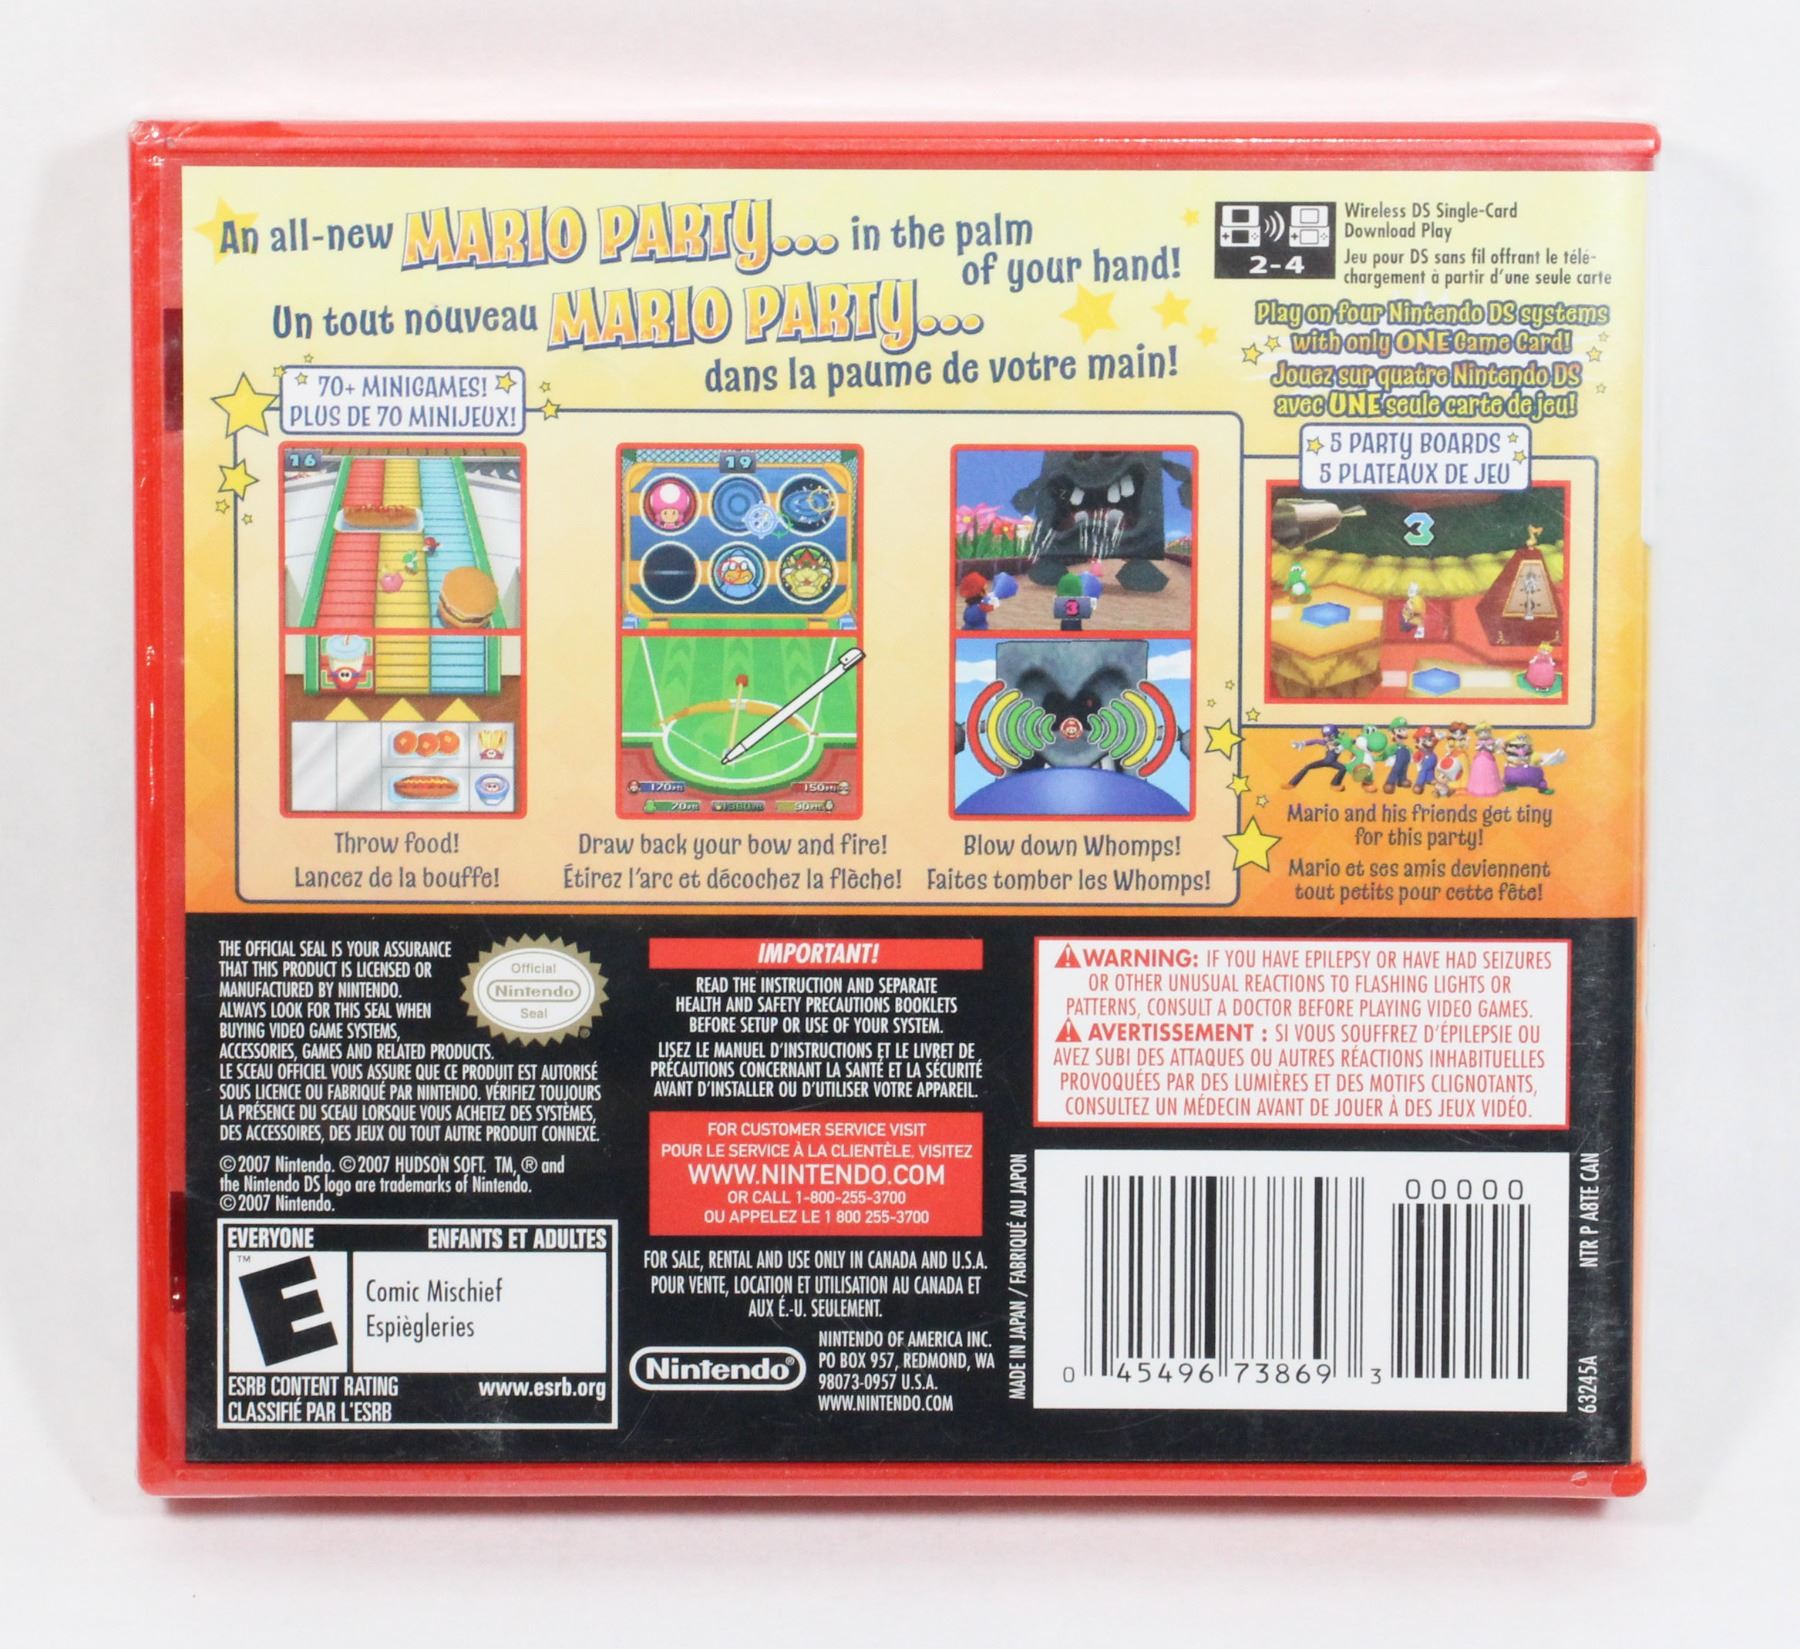 An all-new MARIO PARTY... in the palm
of your hand!
Un tout nouveau MARIO PARTY...
dans la paume de votre main!
2-4
Wireless DS Single-Card
Download Play
Jeu pour DS sans fil offrant le télé-
chargement à partir d'une seule carte
Play on four Nintendo DS systems
with only ONE Game Card!
Jouez sur quatre Nintendo DS
avec UNE seule carte de jeu!
70+ MINIGAMES!
PLUS DE 70 MINIJEUX!
5 PARTY BOARDS
5 PLATEAUX DE JEU
16
19
3
3
170m
150m
70m
90m
Throw food!
Lancez de la bouffe!
Draw back your bow and fire!
Étirez l'arc et décochez la flèche!
Blow down Whomps!
Faites tomber les Whomps!
Mario and his friends get tiny
for this party!
Mario et ses amis deviennent
tout petits pour cette fête!
THE OFFICIAL SEAL IS YOUR ASSURANCE
THAT THIS PRODUCT IS LICENSED OR
MANUFACTURED BY NINTENDO.
ALWAYS LOOK FOR THIS SEAL WHEN
BUYING VIDEO GAME SYSTEMS,
ACCESSORIES, GAMES AND RELATED PRODUCTS.
LE SCEAU OFFICIEL VOUS ASSURE QUE CE PRODUIT EST AUTORISÉ
SOUS LICENCE OU FABRIQUÉ PAR NINTENDO. VÉRIFIEZ TOUJOURS
LA PRÉSENCE DU SCEAU LORSQUE VOUS ACHETEZ DES SYSTÈMES,
DES ACCESSOIRES, DES JEUX OU TOUT AUTRE PRODUIT CONNEXE.
Official
Nintendo
Seal
®
© 2007 Nintendo. © 2007 HUDSON SOFT. TM, ® and
the Nintendo DS logo are trademarks of Nintendo.
© 2007 Nintendo.
EVERYONE
ENFANTS ET ADULTES
TM
E
Comic Mischief
Espiègleries
ESRB CONTENT RATING
www.esrb.org
CLASSIFIÉ PAR L'ESRB
IMPORTANT!
READ THE INSTRUCTION AND SEPARATE
HEALTH AND SAFETY PRECAUTIONS BOOKLETS
BEFORE SETUP OR USE OF YOUR SYSTEM.
LISEZ LE MANUEL D'INSTRUCTIONS ET LE LIVRET DE
PRÉCAUTIONS CONCERNANT LA SANTÉ ET LA SÉCURITÉ
AVANT D'INSTALLER OU D'UTILISER VOTRE APPAREIL.
FOR CUSTOMER SERVICE VISIT
POUR LE SERVICE À LA CLIENTÈLE, VISITEZ
WWW.NINTENDO.COM
OR CALL 1-800-255-3700
OU APPELEZ LE 1 800 255-3700
FOR SALE, RENTAL AND USE ONLY IN CANADA AND U.S.A.
POUR VENTE, LOCATION ET UTILISATION AU CANADA ET
AUX É.-U. SEULEMENT.
Nintendo®
NINTENDO OF AMERICA INC.
PO BOX 957, REDMOND, WA
98073-0957 U.S.A.
WWW.NINTENDO.COM
WARNING: IF YOU HAVE EPILEPSY OR HAVE HAD SEIZURES
OR OTHER UNUSUAL REACTIONS TO FLASHING LIGHTS OR
PATTERNS, CONSULT A DOCTOR BEFORE PLAYING VIDEO GAMES.
AVERTISSEMENT : SI VOUS SOUFFREZ D'ÉPILEPSIE OU
AVEZ SUBI DES ATTAQUES OU AUTRES RÉACTIONS INHABITUELLES
PROVOQUÉES PAR DES LUMIÈRES ET DES MOTIFS CLIGNOTANTS,
CONSULTEZ UN MÉDECIN AVANT DE JOUER À DES JEUX VIDÉO.
MADE IN JAPAN / FABRIQUÉ AU JAPON
00000
0 45496 73869 3
NTR P A8TE CAN
63245A